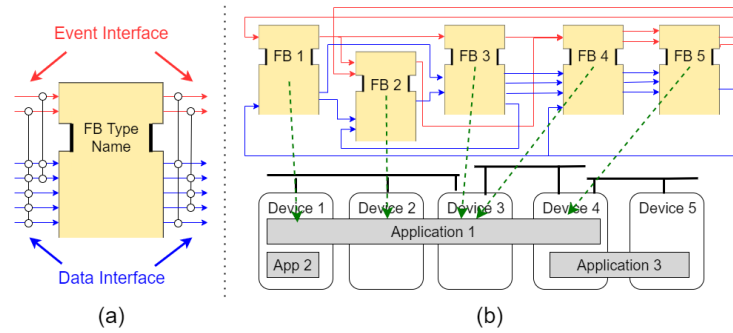 Event Interface
FB Type
Name
Data Interface
(a)
(b)
FB 1
FB 2
FB 3
FB 4
FB 5
Device 1
Device 2
Device 3
Device 4
Device 5
Application 1
App 2
Application 3